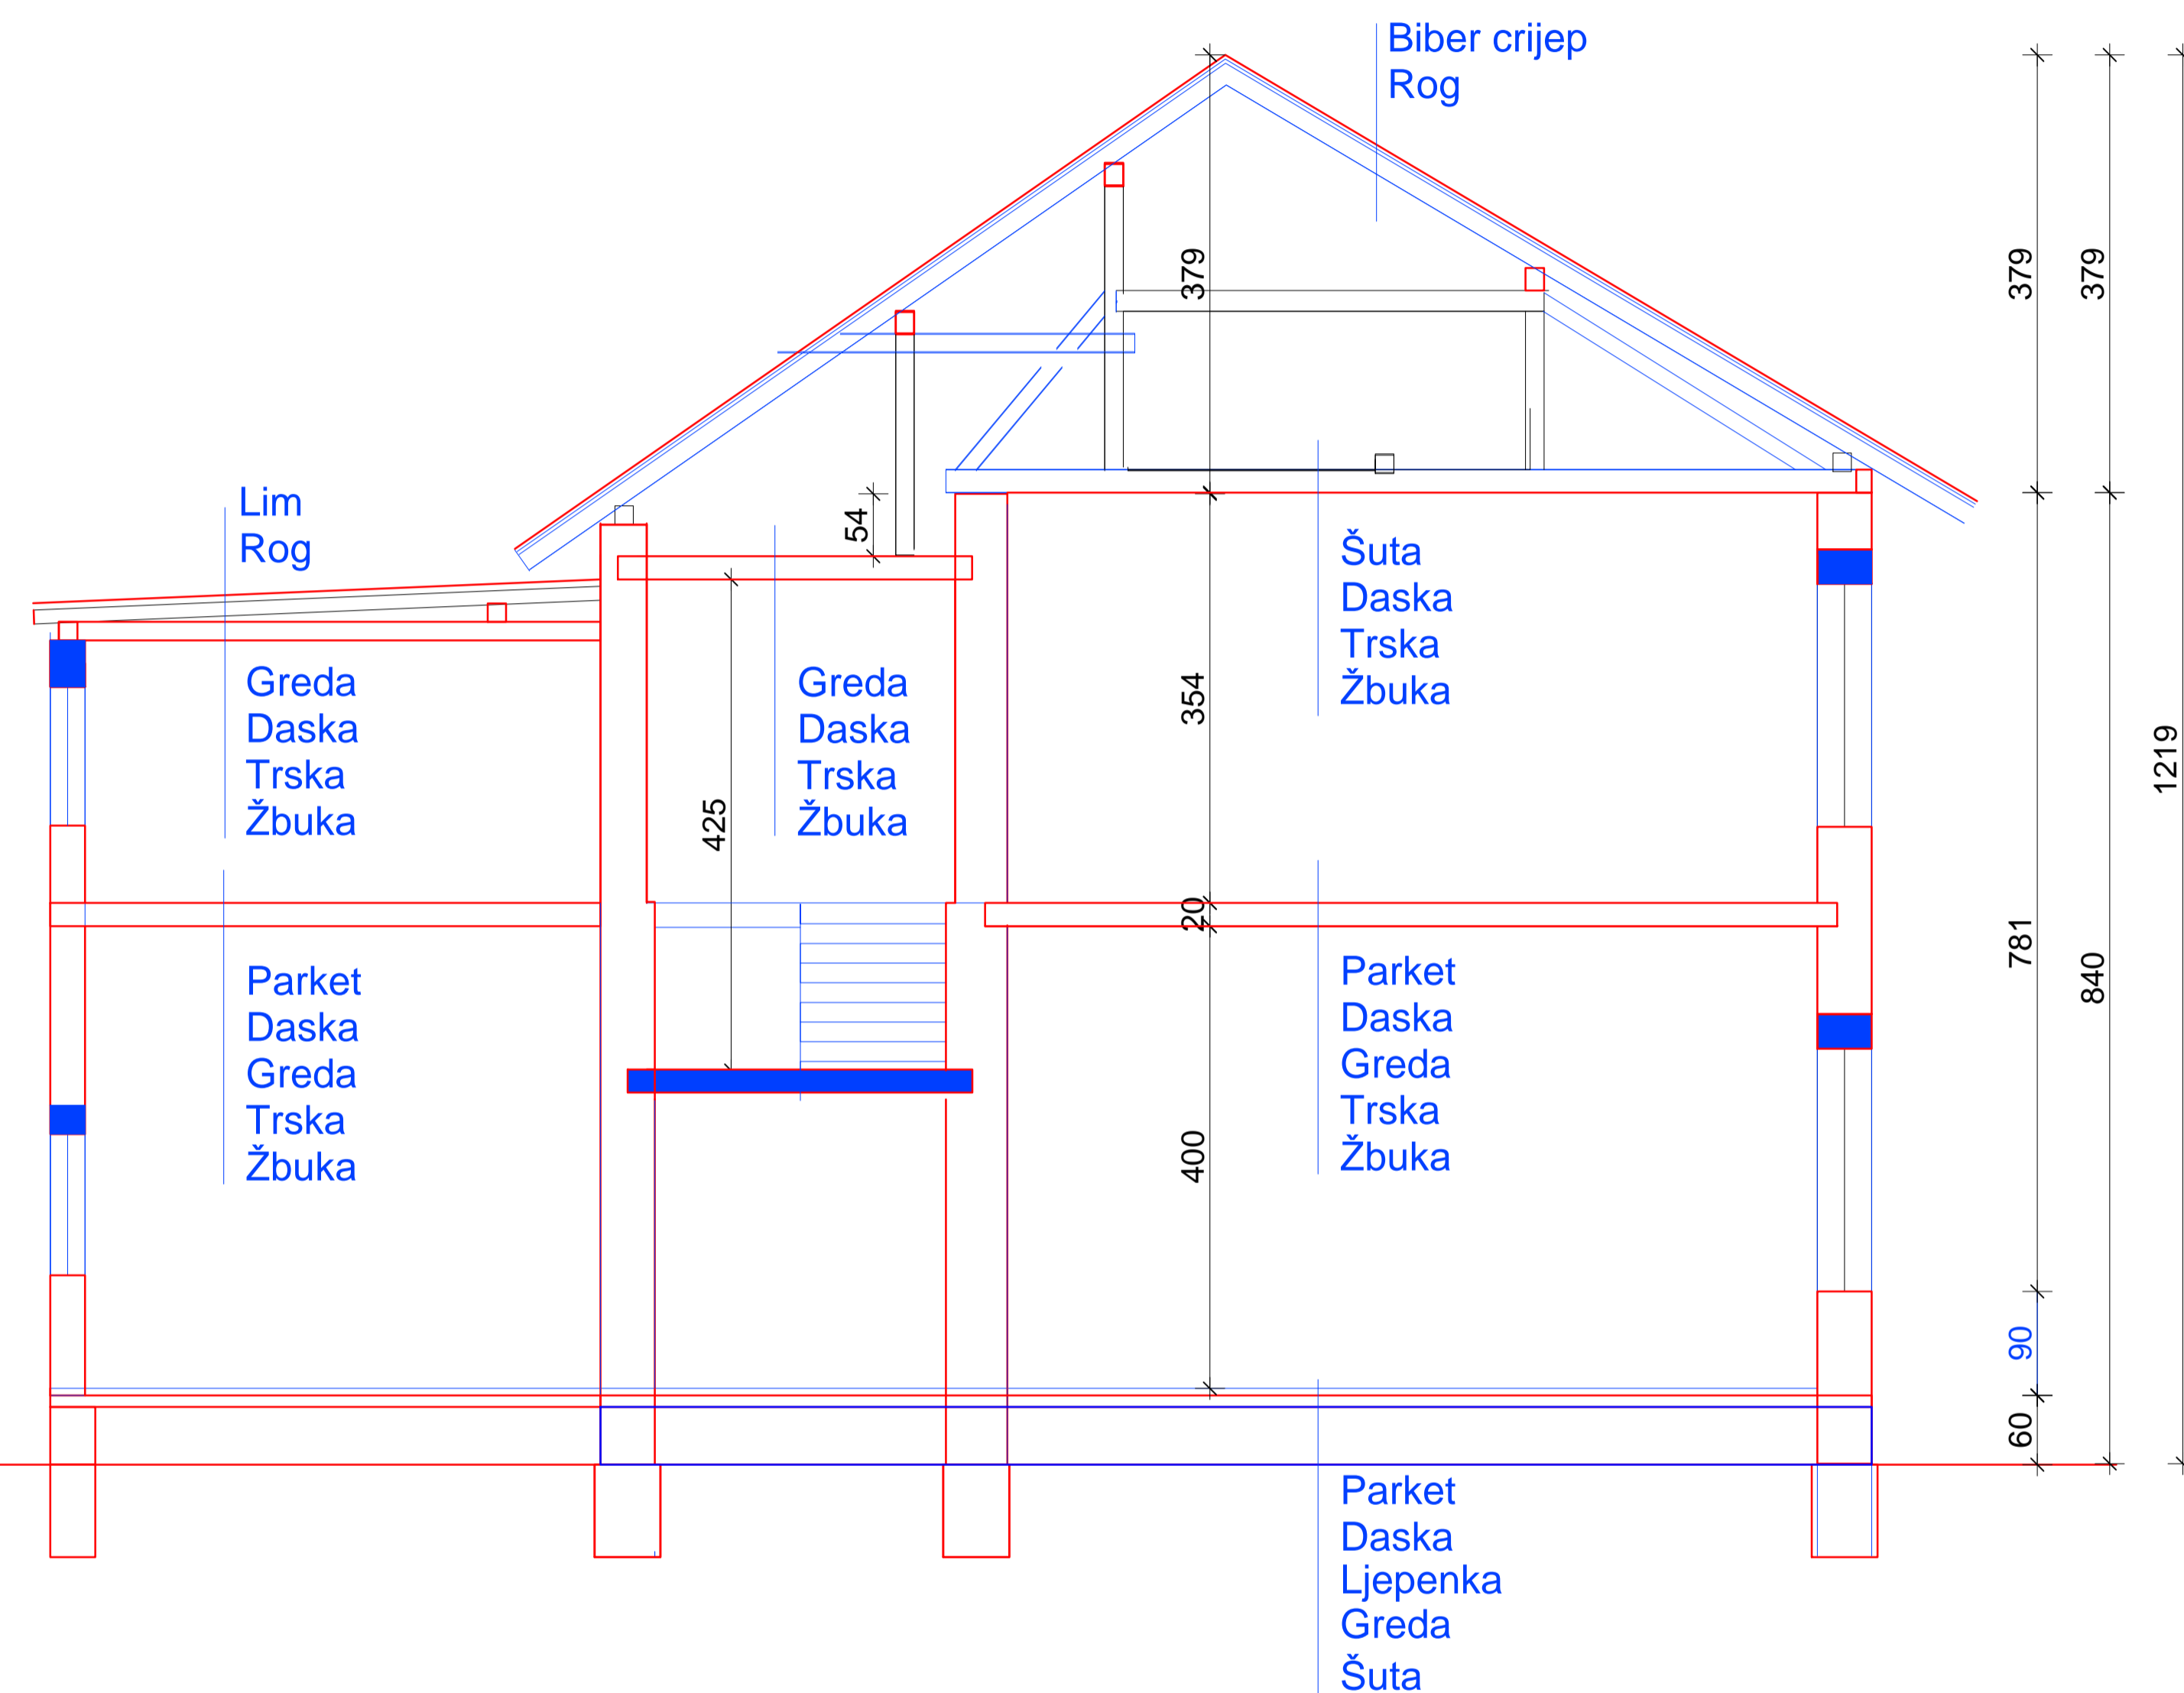 Biber crijep
Rog
379
379
379
Lim
Rog
54
Šuta
Daska
Trska
Žbuka
Greda
Daska
Trska
Žbuka
Greda
Daska
Trska
Žbuka
354
425
1219
20
781
840
Parket
Daska
Greda
Trska
Žbuka
Parket
Daska
Greda
Trska
Žbuka
400
90
60
Parket
Daska
Ljepenka
Greda
Šuta